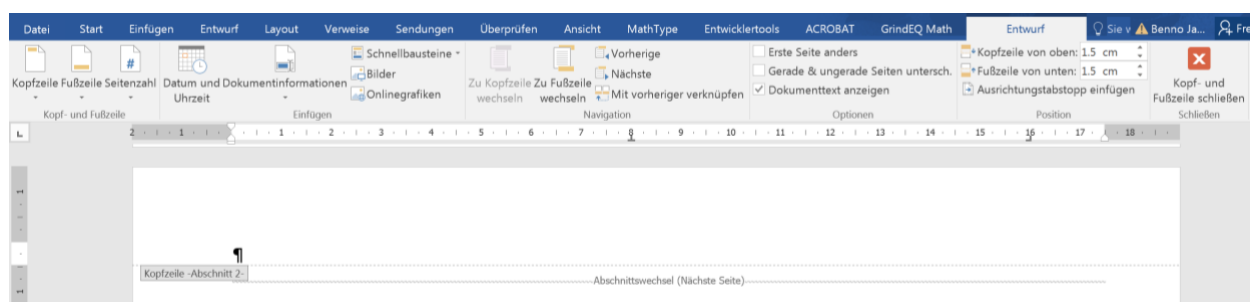 Datei Start Einfügen Entwurf Layout Verweise Sendungen Überprüfen Ansicht MathType Entwicklertools ACROBAT GrindEQ Math Entwurf Sie v Benno Ja... Fre
Kopfzeile Fußzeile Seitenzahl
Kopf- und Fußzeile
Datum und Uhrzeit
Dokumentinformationen
Schnellbausteine
Bilder
Onlinegrafiken
Einfügen
Zu Kopfzeile wechseln
Zu Fußzeile wechseln
Vorherige
Nächste
Mit vorheriger verknüpfen
Navigation
Erste Seite anders
Gerade & ungerade Seiten untersch.
Dokumenttext anzeigen
Optionen
Kopfzeile von oben: 1.5 cm
Fußzeile von unten: 1.5 cm
Ausrichtungstabstopp einfügen
Position
Kopf- und
Fußzeile schließen
Schließen
2 1 1 2 3 4 5 6 7 8 9 10 11 12 13 14 15 16 17 18
1
¶
Kopfzeile -Abschnitt 2-
Abschnittswechsel (Nächste Seite)
1